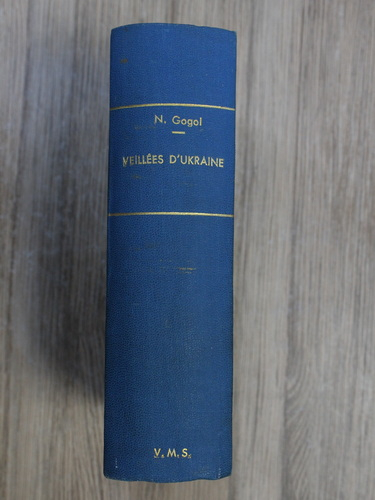 N. Gogol
VEILLÉES D'UKRAINE
V. M. S.